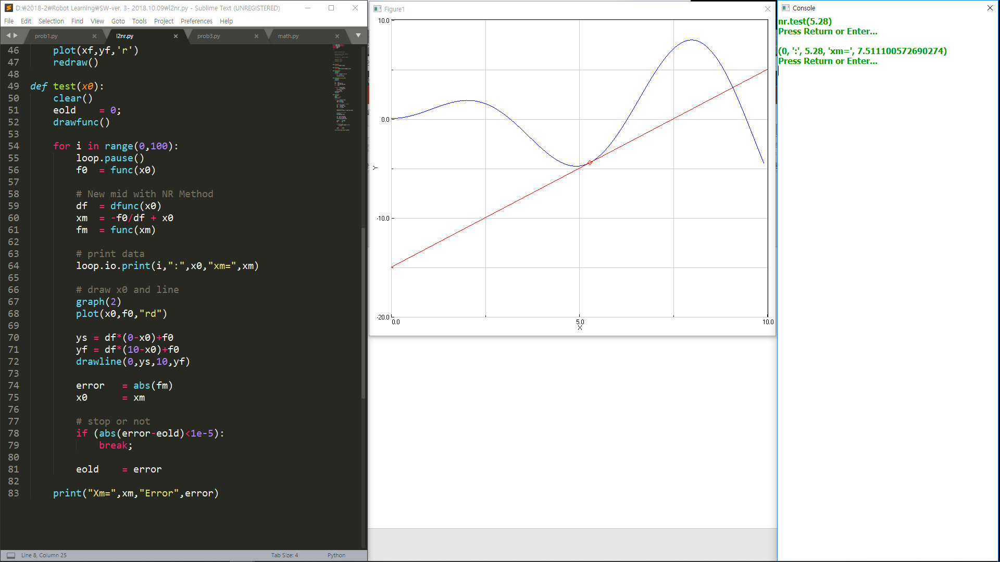 D:₩2018-2₩Robot Learning₩SW-ver. 3- 2018.10.09₩l2nr.py - Sublime Text (UNREGISTERED)
File Edit Selection Find View Goto Tools Project Preferences Help
prob1.py × l2nr.py × prob3.py × math.py ×
46 plot(xf,yf,'r')
47 redraw()
48
49 def test(x0):
50 clear()
51 eold = 0;
52 drawfunc()
53
54 for i in range(0,100):
55 loop.pause()
56 f0 = func(x0)
57
58 # New mid with NR Method
59 df = dfunc(x0)
60 xm = -f0/df + x0
61 fm = func(xm)
62
63 # print data
64 loop.io.print(i,":",x0,"xm=",xm)
65
66 # draw x0 and line
67 graph(2)
68 plot(x0,f0,"rd")
69
70 ys = df*(0-x0)+f0
71 yf = df*(10-x0)+f0
72 drawline(0,ys,10,yf)
73
74 error = abs(fm)
75 x0 = xm
76
77 # stop or not
78 if (abs(error-eold)<1e-5):
79 break;
80
81 eold = error
82
83 print("Xm=",xm,"Error",error)
Line 8, Column 25 Tab Size: 4 Python
Figure1
10.0
0.0
Y
-10.0
-20.0
0.0 5.0 10.0
X
Console
nr.test(5.28)
Press Return or Enter...
(0, ':', 5.28, 'xm=', 7.511100572690274)
Press Return or Enter...